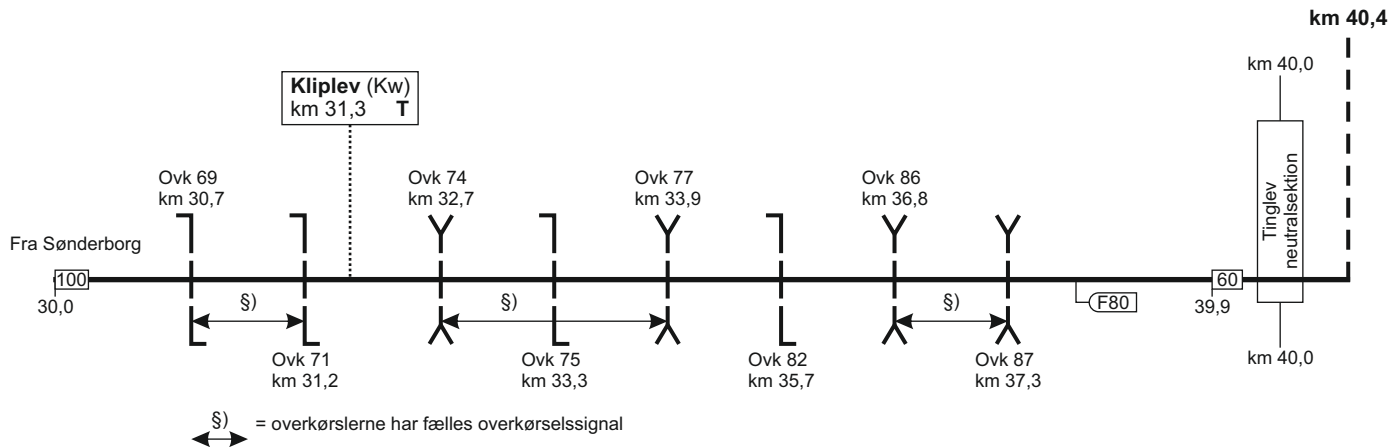 km 40,4
km 40,0
Kliplev (Kw)
km 31,3 T
Ovk 69
km 30,7
Ovk 74
km 32,7
Ovk 77
km 33,9
Ovk 86
km 36,8
Tinglev
neutralsektion
Fra Sønderborg
100
30,0
§)
§)
§)
F80
60
39,9
Ovk 71
km 31,2
Ovk 75
km 33,3
Ovk 82
km 35,7
Ovk 87
km 37,3
km 40,0
§)
= overkørslerne har fælles overkørselssignal